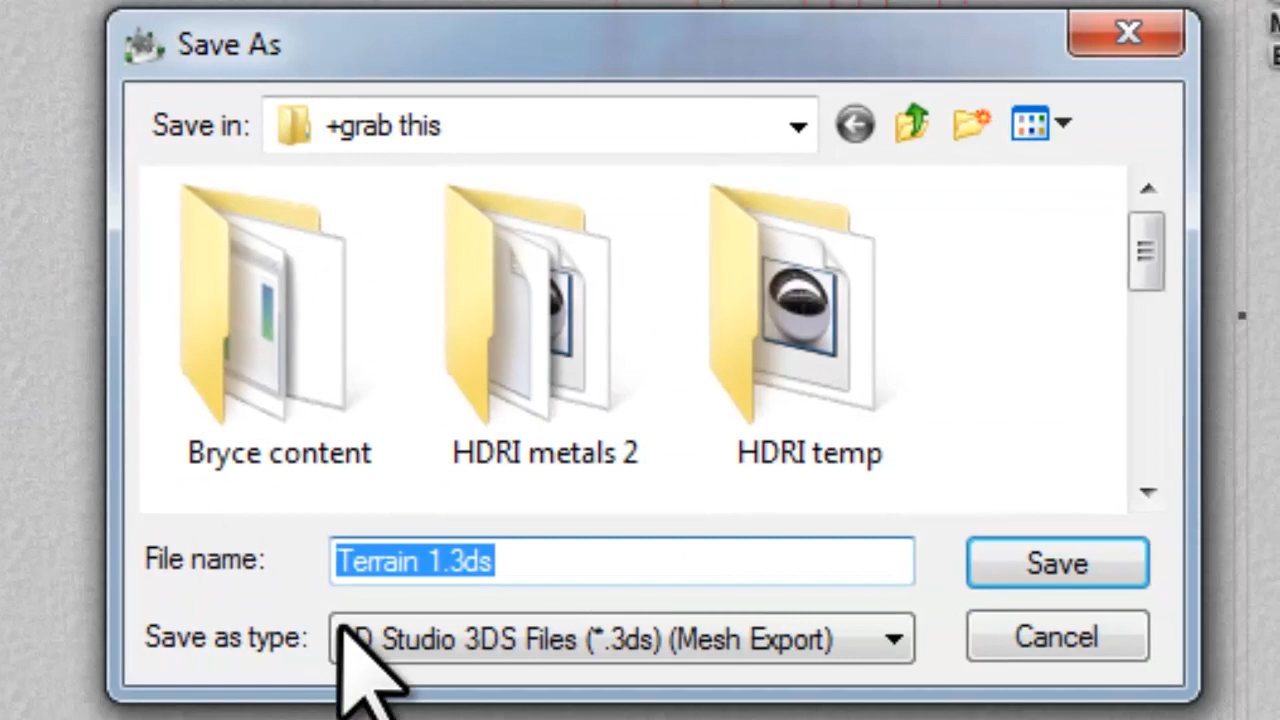 Save As
Save in: +grab this
Bryce content HDRI metals 2 HDRI temp
File name: Terrain 1.3ds Save
Save as type: D Studio 3DS Files (*.3ds) (Mesh Export) Cancel